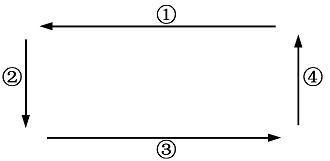 ①
② ④
③